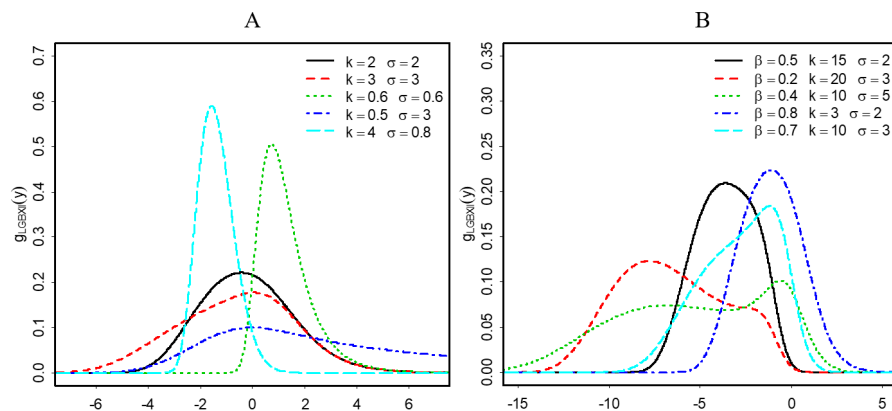 A
B
g_LGBXII(y)
0.7
0.6
0.5
0.4
0.3
0.2
0.1
0.0
-6 -4 -2 0 2 4 6
k = 2 σ = 2
k = 3 σ = 3
k = 0.6 σ = 0.6
k = 0.5 σ = 3
k = 4 σ = 0.8
g_LGBXII(y)
0.35
0.30
0.25
0.20
0.15
0.10
0.05
0.00
-15 -10 -5 0 5
β = 0.5 k = 15 σ = 2
β = 0.2 k = 20 σ = 3
β = 0.4 k = 10 σ = 5
β = 0.8 k = 3 σ = 2
β = 0.7 k = 10 σ = 3